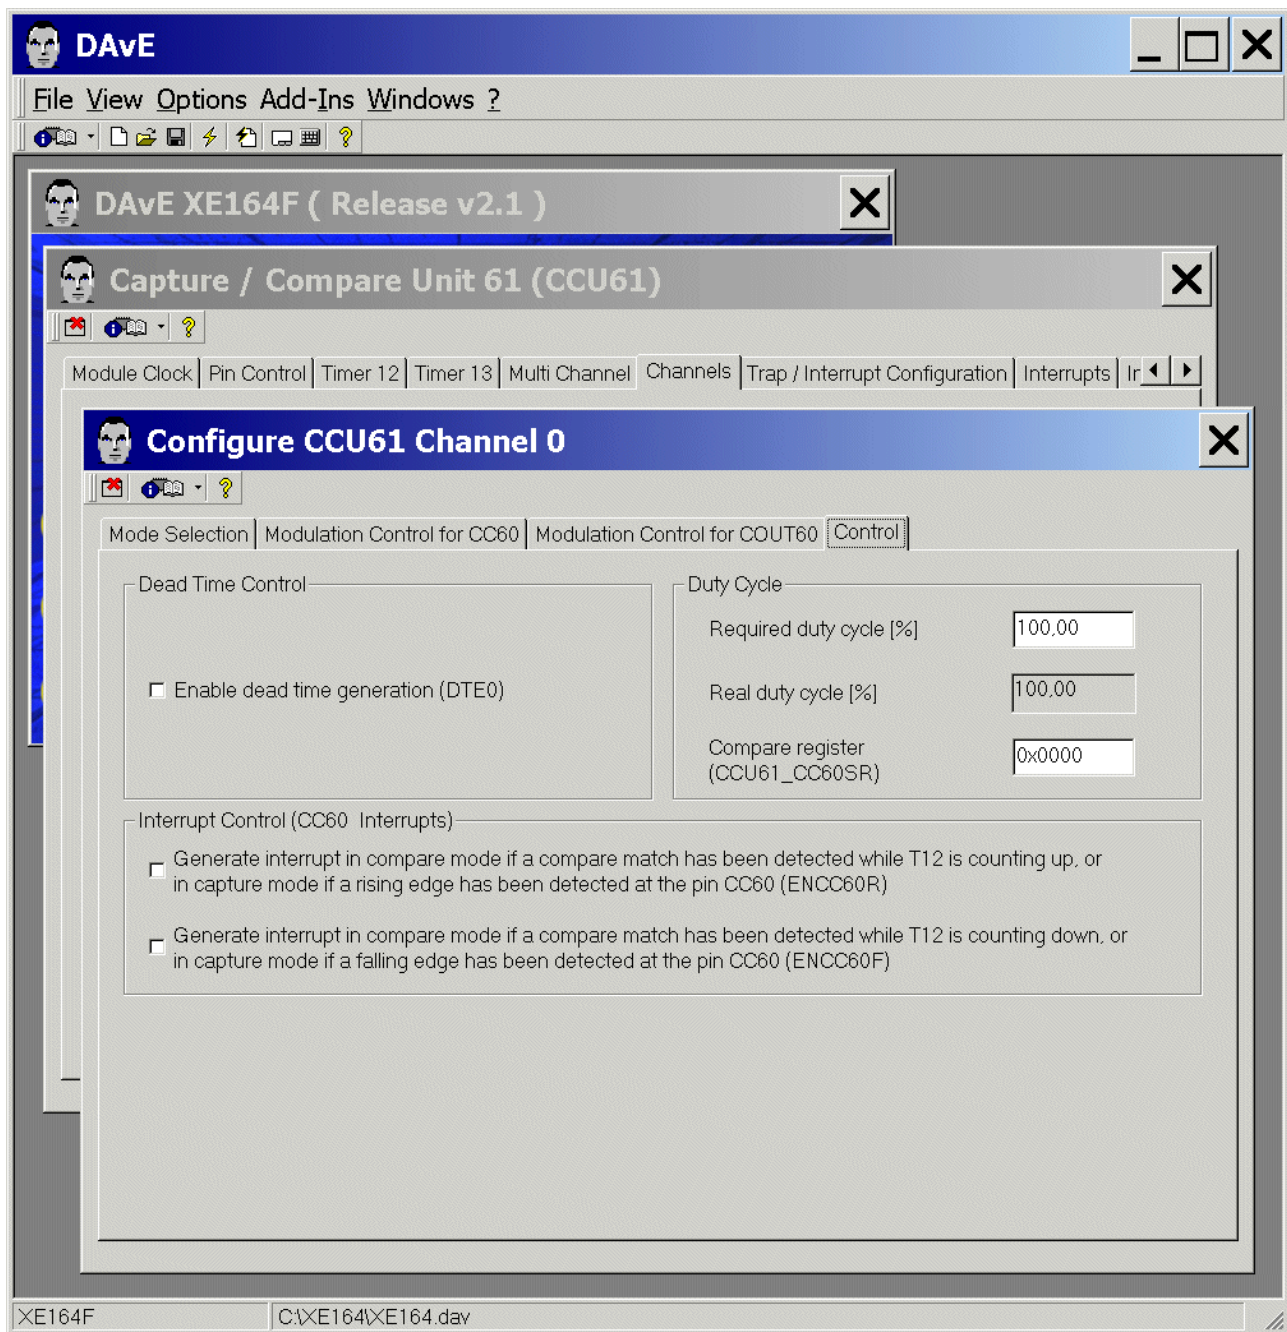 DAvE
File View Options Add-Ins Windows ?
DAvE XE164F ( Release v2.1 )
Capture / Compare Unit 61 (CCU61)
Module Clock Pin Control Timer 12 Timer 13 Multi Channel Channels Trap / Interrupt Configuration Interrupts
Configure CCU61 Channel 0
Mode Selection Modulation Control for CC60 Modulation Control for COUT60 Control
Dead Time Control
Enable dead time generation (DTE0)
Duty Cycle
Required duty cycle [%] 100,00
Real duty cycle [%] 100,00
Compare register
(CCU61_CC60SR) 0x0000
Interrupt Control (CC60 Interrupts)
Generate interrupt in compare mode if a compare match has been detected while T12 is counting up, or
in capture mode if a rising edge has been detected at the pin CC60 (ENCC60R)
Generate interrupt in compare mode if a compare match has been detected while T12 is counting down, or
in capture mode if a falling edge has been detected at the pin CC60 (ENCC60F)
XE164F C:\XE164\XE164.dav